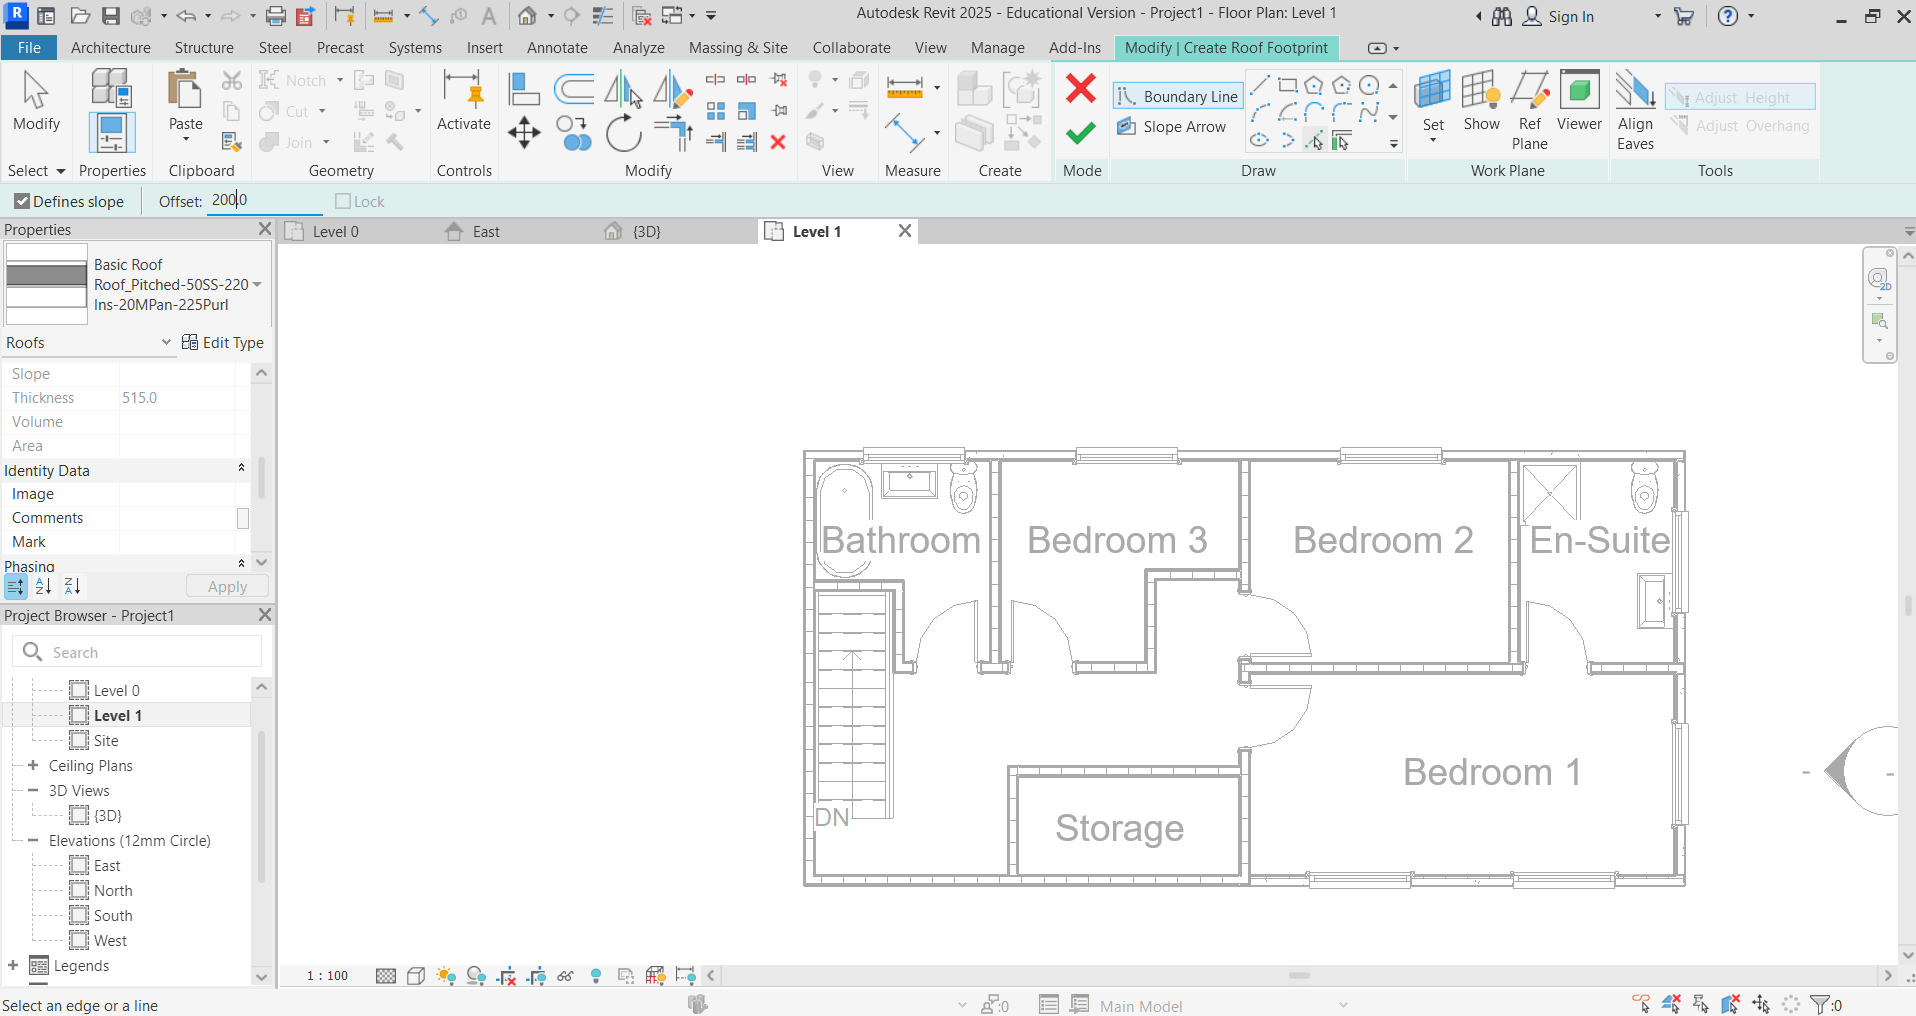 Autodesk Revit 2025 - Educational Version - Project1 - Floor Plan: Level 1
Sign In
File Architecture Structure Steel Precast Systems Insert Annotate Analyze Massing & Site Collaborate View Manage Add-Ins Modify | Create Roof Footprint
Modify
Paste
Notch
Cut
Join
Activate
Boundary Line
Slope Arrow
Set
Show
Ref
Plane
Viewer
Align
Eaves
Adjust Height
Adjust Overhang
Select Properties Clipboard Geometry Controls Modify View Measure Create Mode Draw Work Plane Tools
Defines slope Offset: 200.0 Lock
Properties
Level 0 East {3D} Level 1
Basic Roof
Roof_Pitched-50SS-220
Ins-20MPan-225Purl
Roofs Edit Type
Slope
Thickness 515.0
Volume
Area
Identity Data
Image
Comments
Mark
Phasing
Apply
Project Browser - Project1
Search
Level 0
Level 1
Site
Ceiling Plans
3D Views
{3D}
Elevations (12mm Circle)
East
North
South
West
Legends
Bathroom Bedroom 3 Bedroom 2 En-Suite
Bedroom 1
DN
Storage
2D
1 : 100
Select an edge or a line
:0
Main Model
:0